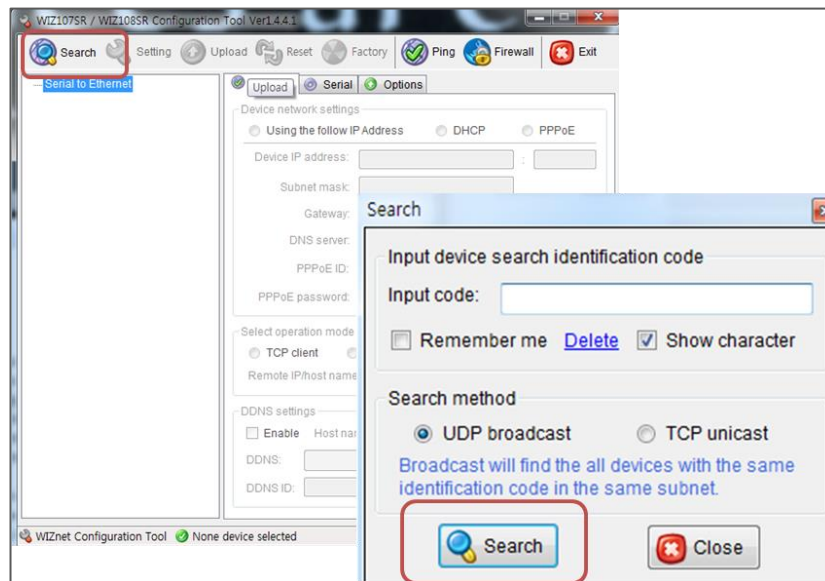 WIZ107SR / WIZ108SR Configuration Tool Ver1.4.4.1
Search Setting Upload Reset Factory Ping Firewall Exit
Serial to Ethernet
Upload Serial Options
Device network settings
Using the follow IP Address DHCP PPPoE
Device IP address: :
Subnet mask:
Gateway:
DNS server:
PPPoE ID:
PPPoE password:
Select operation mode
TCP client
Remote IP/host name
DDNS settings
Enable
DDNS:
DDNS ID:
WIZnet Configuration Tool None device selected
Search
Input device search identification code
Input code:
Remember me Delete Show character
Search method
UDP broadcast TCP unicast
Broadcast will find the all devices with the same
identification code in the same subnet.
Search Close